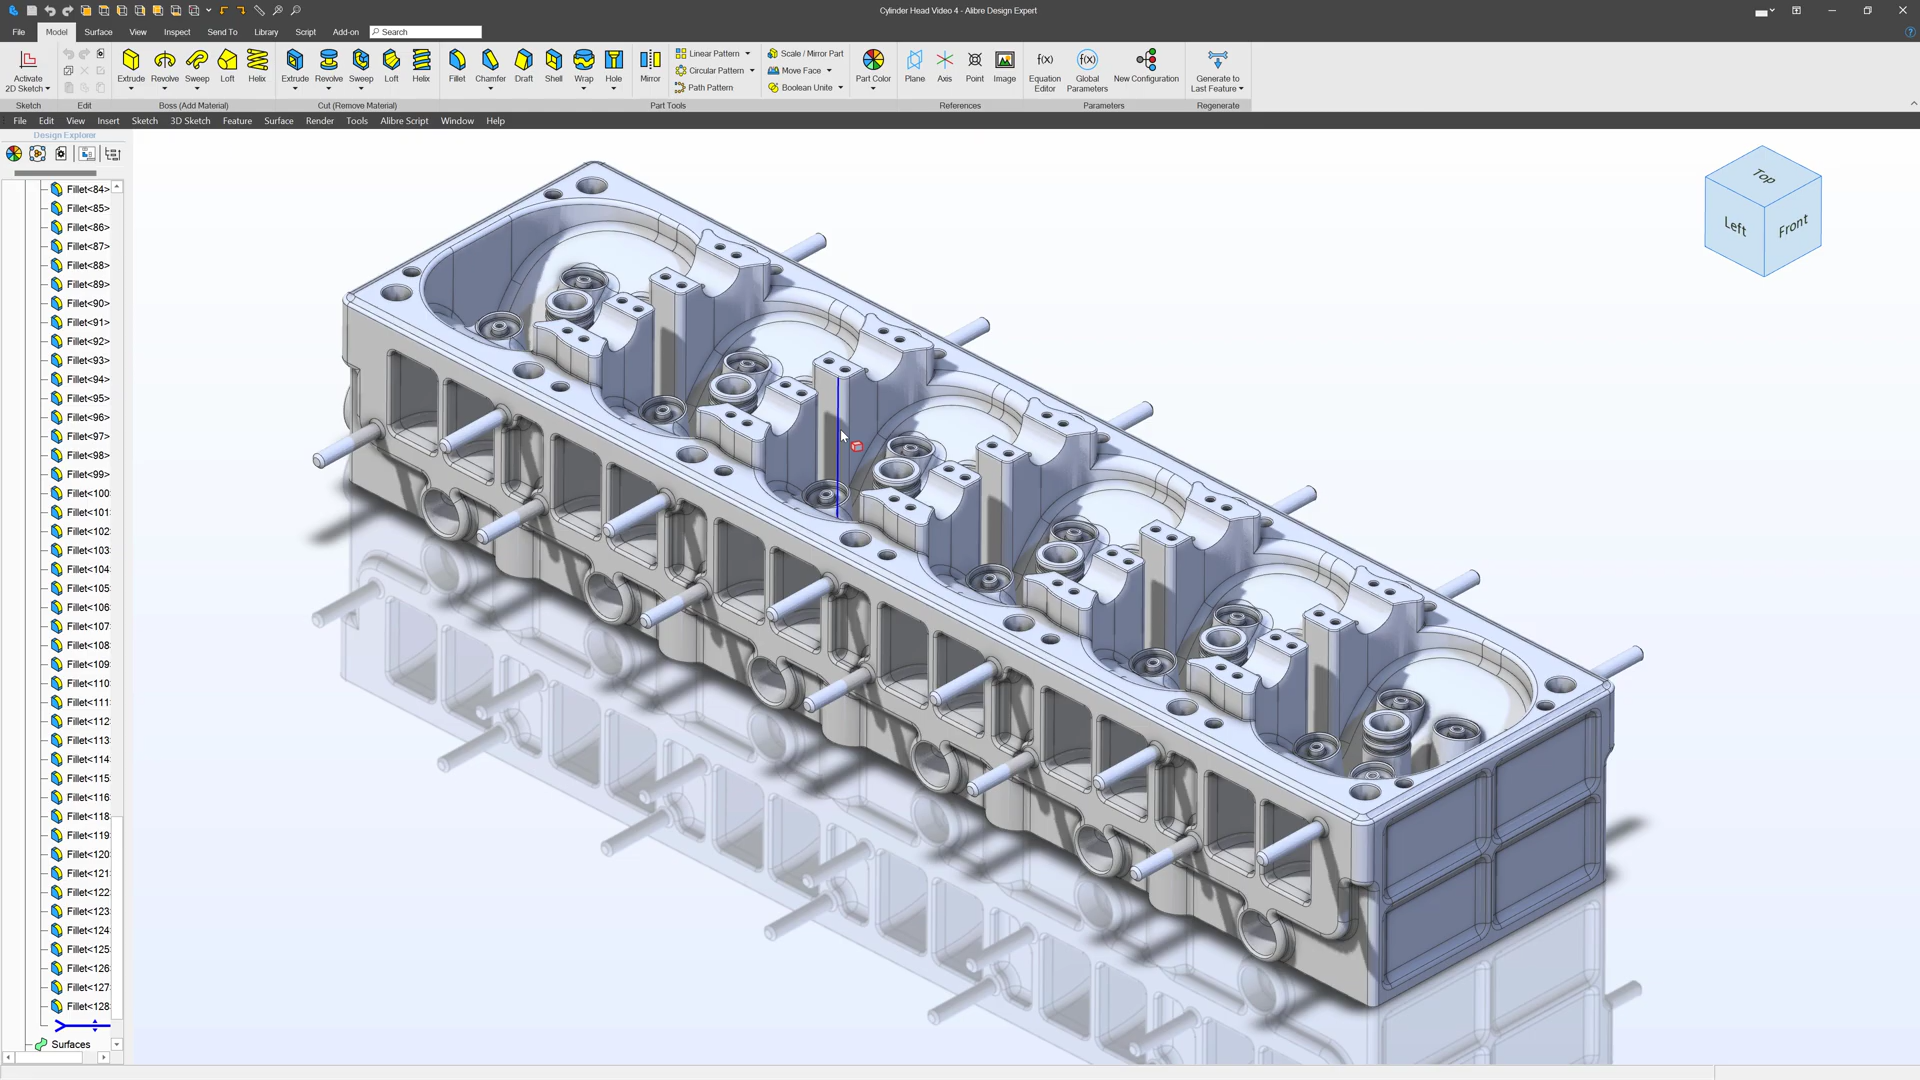 Cylinder Head Video 4 - Alibre Design Expert
File Model Surface Sketch View Inspect Send To Library Script Add-on Search
Activate
2D Sketch
Extrude Revolve Sweep Loft Helix
Extrude Revolve Sweep Loft Helix
Fillet Chamfer Draft Shell Wrap Hole Mirror
Linear Pattern
Circular Pattern
Path Pattern
Scale / Mirror Part
Move Face
Boolean Unite
Part Color
Plane Axis Point Image
f(x) Equation
Editor
f(x) Global
Parameters
New Configuration
Generate to
Last Feature
Sketch Edit Boss (Add Material) Cut (Remove Material) Part Tools References Parameters Regenerate
File Edit View Insert Sketch 3D Sketch Feature Surface Render Tools Alibre Script Window Help
Design Explorer
Fillet<84>
Fillet<85>
Fillet<86>
Fillet<87>
Fillet<88>
Fillet<89>
Fillet<90>
Fillet<91>
Fillet<92>
Fillet<93>
Fillet<94>
Fillet<95>
Fillet<96>
Fillet<97>
Fillet<98>
Fillet<99>
Fillet<100
Fillet<101
Fillet<102
Fillet<103
Fillet<104
Fillet<105
Fillet<106
Fillet<107
Fillet<108
Fillet<109
Fillet<110
Fillet<111
Fillet<112
Fillet<113
Fillet<114
Fillet<115
Fillet<116
Fillet<118
Fillet<119
Fillet<120
Fillet<121
Fillet<122
Fillet<123
Fillet<124
Fillet<125
Fillet<126
Fillet<127
Fillet<128
Surfaces
Top
Left
Front